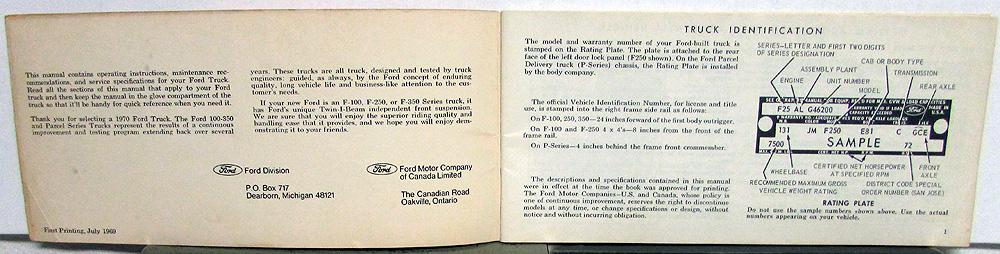 This manual contains operating instructions, maintenance rec-
ommendations, and service specifications for your Ford Truck.
Read all the sections of this manual that apply to your Ford
truck and then keep the manual in the glove compartment of the
truck so that it'll be handy for quick reference when you need it.
Thank you for selecting a 1970 Ford Truck. The Ford 100-350
and Parcel Series Trucks represent the results of a continuous
improvement and testing program extending back over several
years. These trucks are all truck, designed and tested by truck
engineers: guided, as always, by the Ford concept of enduring
quality, long vehicle life and business-like attention to the cus-
tomer's needs.
If your new Ford is an F-100, F-250, or F-350 Series truck, it
has Ford's unique Twin-I-Beam independent front suspension.
We are sure that you will enjoy the superior riding quality and
handling ease that it provides, and we hope you will enjoy dem-
onstrating it to your friends.
Ford Ford Division
P.O. Box 717
Dearborn, Michigan 48121
Ford Ford Motor Company
of Canada Limited
The Canadian Road
Oakville, Ontario
First Printing, July 1969
TRUCK IDENTIFICATION
The model and warranty number of your Ford-built truck is
stamped on the Rating Plate. The plate is attached to the rear
face of the left door lock panel (F250 shown). On the Ford Parcel
Delivery truck (P-Series) chassis, the Rating Plate is installed
by the body company.
The official Vehicle Identification Number, for license and title
use, is stamped into the right frame side rail as follows:
On F-100, 250, 350—24 inches forward of the first body outrigger.
On F-100 and F-250 4 x 4's—8 inches from the front of the
frame rail.
On P-Series—4 inches behind the frame front crossmember.
The descriptions and specifications contained in this manual
were in effect at the time the book was approved for printing.
The Ford Motor Companies—U.S. and Canada, whose policy is
one of continuous improvement, reserves the right to discontinue
models at any time, or change specifications or design, without
notice and without incurring obligation.
SERIES—LETTER AND FIRST TWO DIGITS
OF SERIES DESIGNATION
CAB OR BODY TYPE
ASSEMBLY PLANT
TRANSMISSION
ENGINE
UNIT NUMBER
MODEL
REAR AXLE
F25 AL G46200
Ford
MADE IN
U.S.A.
131 JM F250 E81 C GCE
7500 SAMPLE 72
WHEELBASE
CERTIFIED NET HORSEPOWER
AT SPECIFIED RPM
FRONT
AXLE
RECOMMENDED MAXIMUM GROSS
VEHICLE WEIGHT RATING
DISTRICT CODE SPECIAL
ORDER NUMBER (SAN JOSE)
RATING PLATE
Do not use the sample numbers shown above. Use the actual
numbers appearing on your vehicle.
1